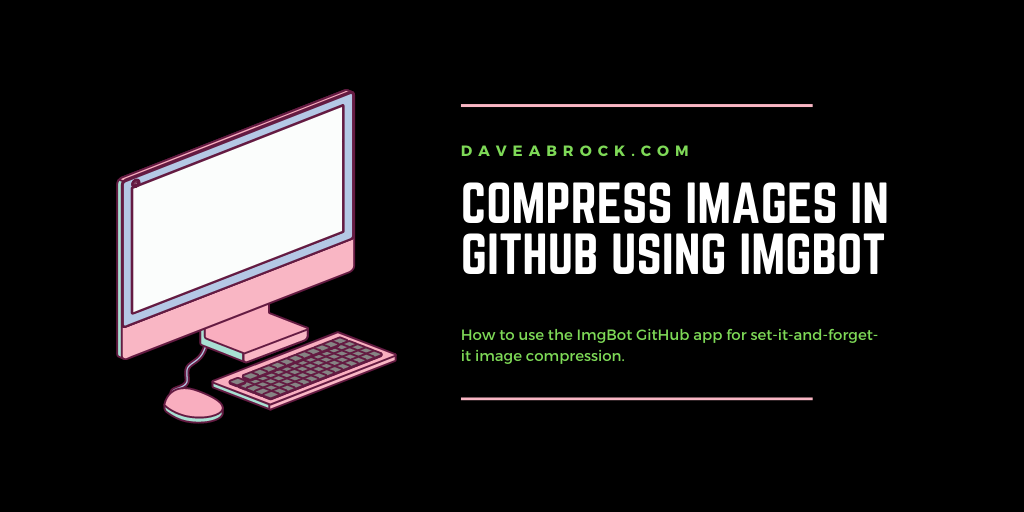 DAVEABROCK.COM
COMPRESS IMAGES IN
GITHUB USING IMGBOT
How to use the ImgBot GitHub app for set-it-and-forget-
it image compression.